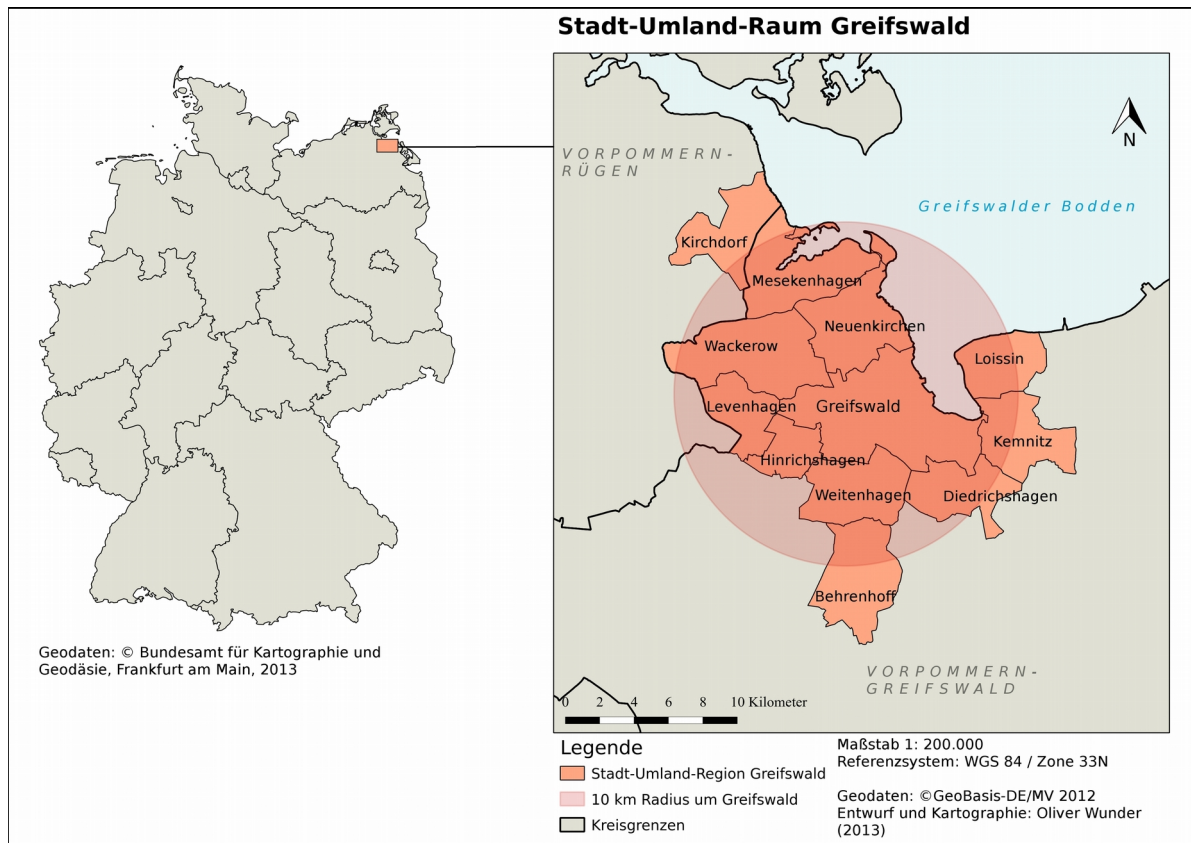 Stadt-Umland-Raum Greifswald
VORPOMMERN-
RÜGEN
N
Greifswalder Bodden
Kirchdorf
Mesekenhagen
Neuenkirchen
Wackerow
Loissin
Levenhagen
Greifswald
Kemnitz
Hinrichshagen
Weitenhagen
Diedrichshagen
Behrenhoff
VORPOMMERN-
GREIFSWALD
0 2 4 6 8 10 Kilometer
Geodaten: © Bundesamt für Kartographie und
Geodäsie, Frankfurt am Main, 2013
Legende
Stadt-Umland-Region Greifswald
10 km Radius um Greifswald
Kreisgrenzen
Maßstab 1: 200.000
Referenzsystem: WGS 84 / Zone 33N
Geodaten: ©GeoBasis-DE/MV 2012
Entwurf und Kartographie: Oliver Wunder
(2013)